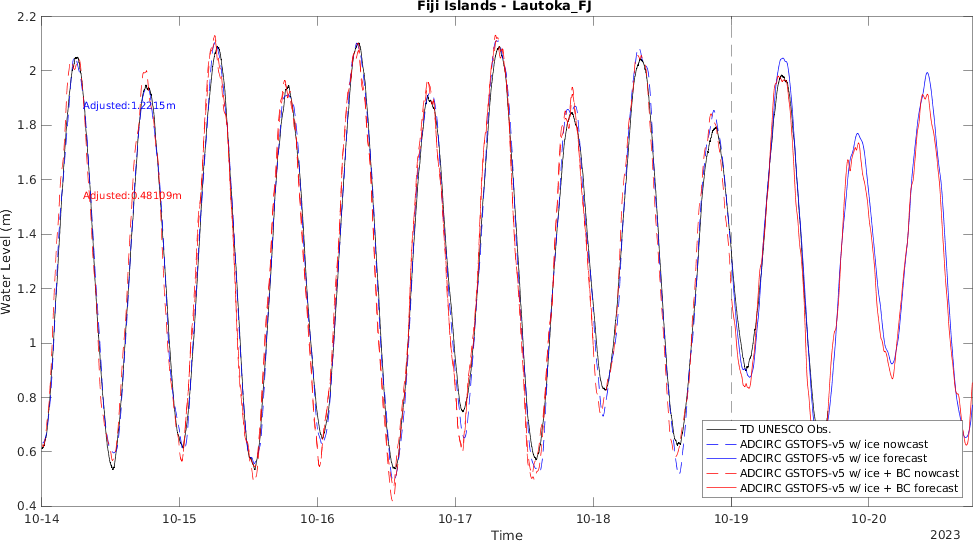 Fiji Islands - Lautoka_FJ
2.2
2
1.8
1.6
1.4
1.2
1
0.8
0.6
0.4
Water Level (m)
Adjusted:1.2215m
Adjusted:0.48109m
TD UNESCO Obs.
ADCIRC GSTOFS-v5 w/ ice nowcast
ADCIRC GSTOFS-v5 w/ ice forecast
ADCIRC GSTOFS-v5 w/ ice + BC nowcast
ADCIRC GSTOFS-v5 w/ ice + BC forecast
10-14 10-15 10-16 10-17 10-18 10-19 10-20
Time
2023